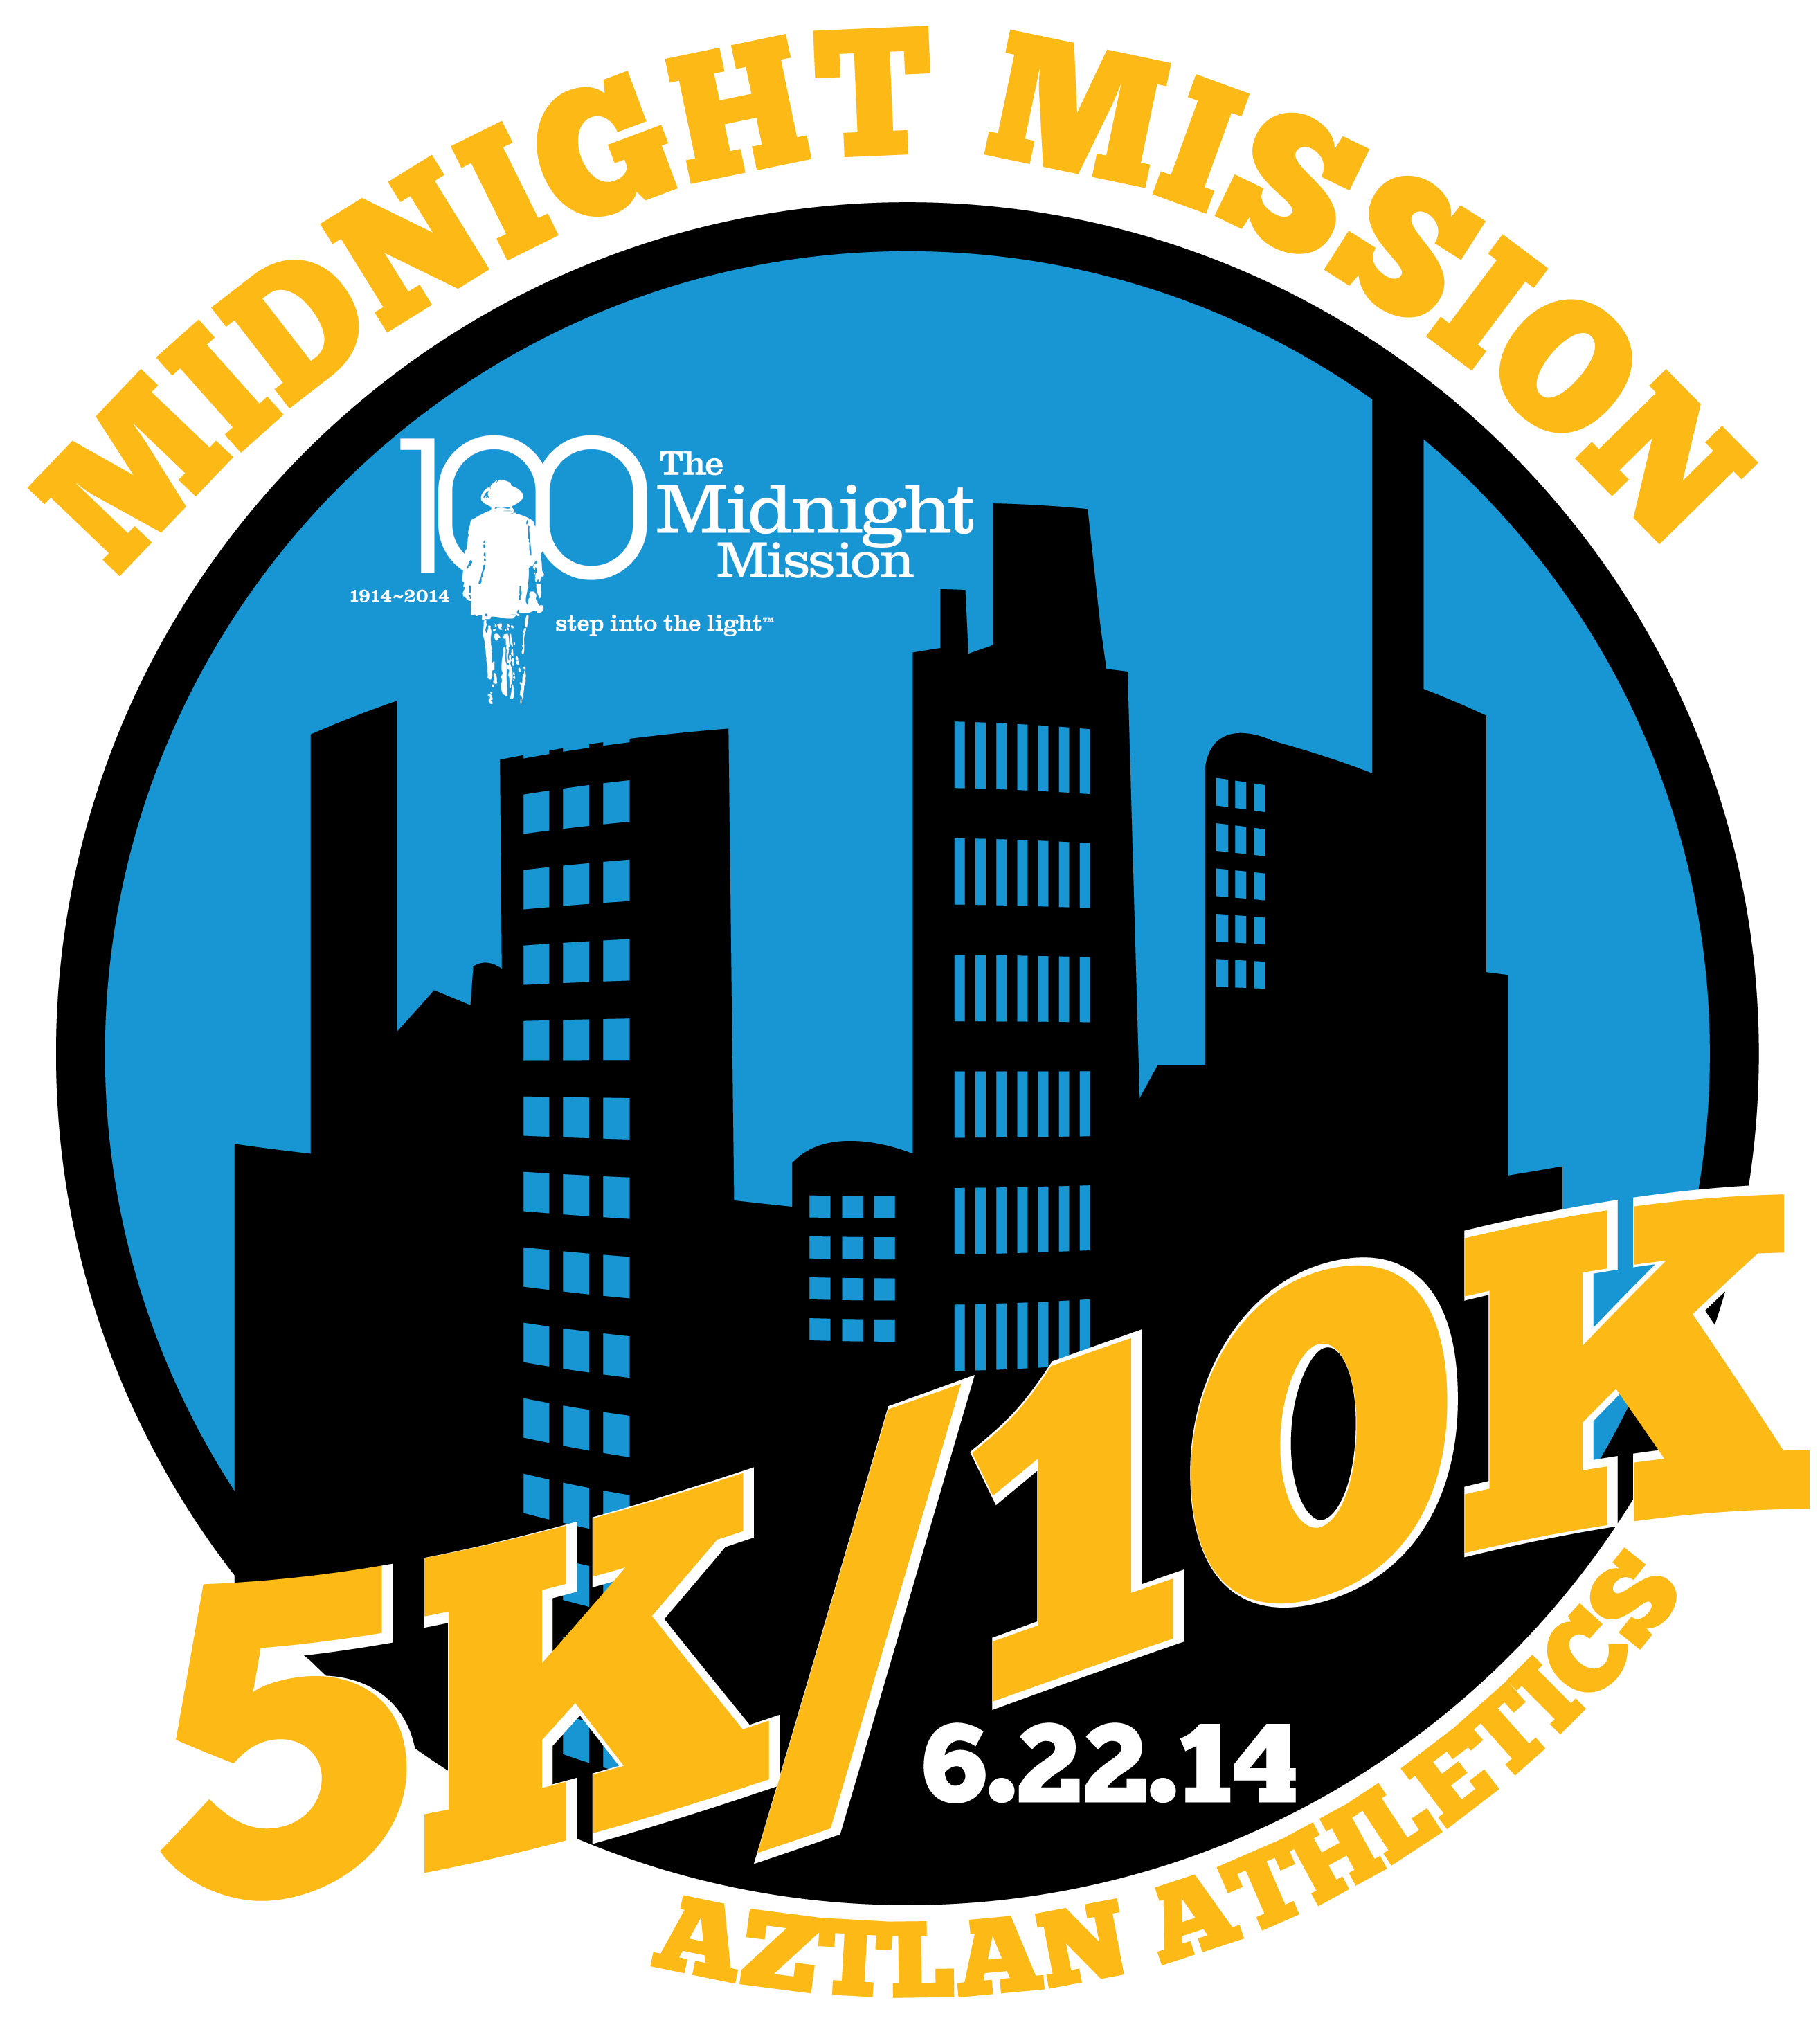 MIDNIGHT MISSION
100
The
Midnight
Mission
1914~2014
step into the light™
5K/10K
6.22.14
AZTLAN ATHLETICS